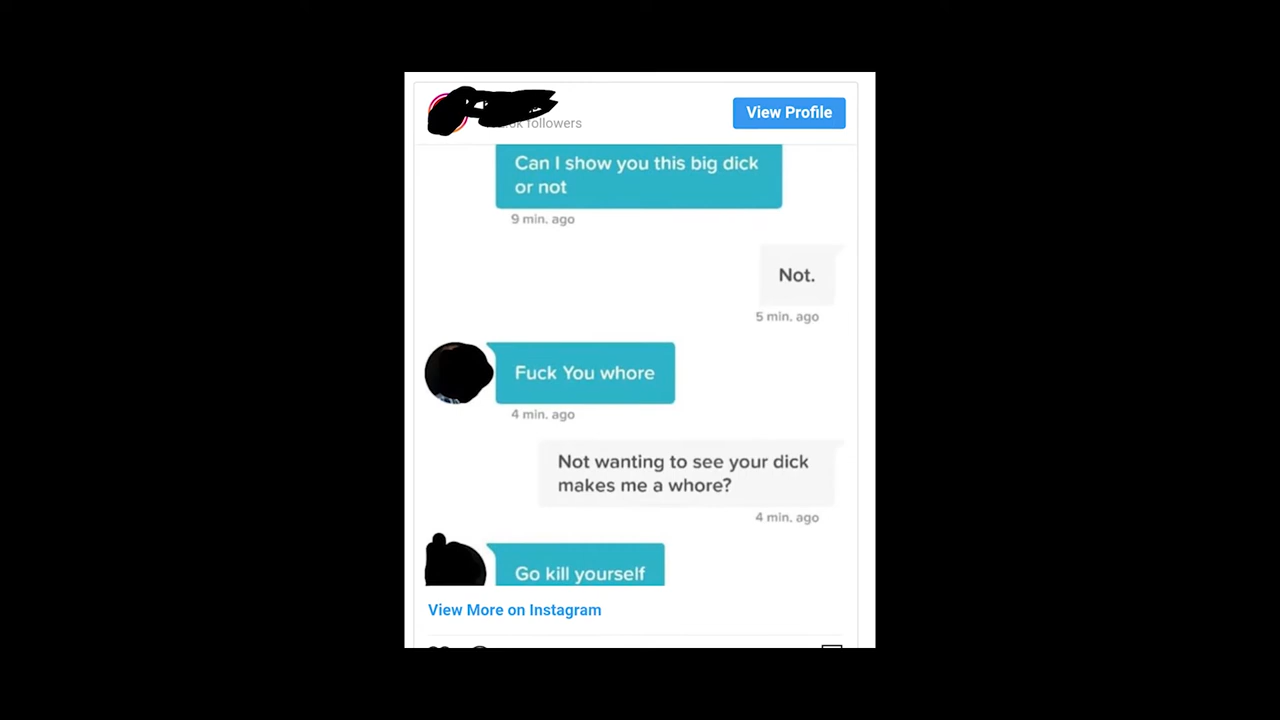 followers
View Profile
Can I show you this big dick
or not
9 min. ago
Not.
5 min. ago
Fuck You whore
4 min. ago
Not wanting to see your dick
makes me a whore?
4 min. ago
Go kill yourself
View More on Instagram